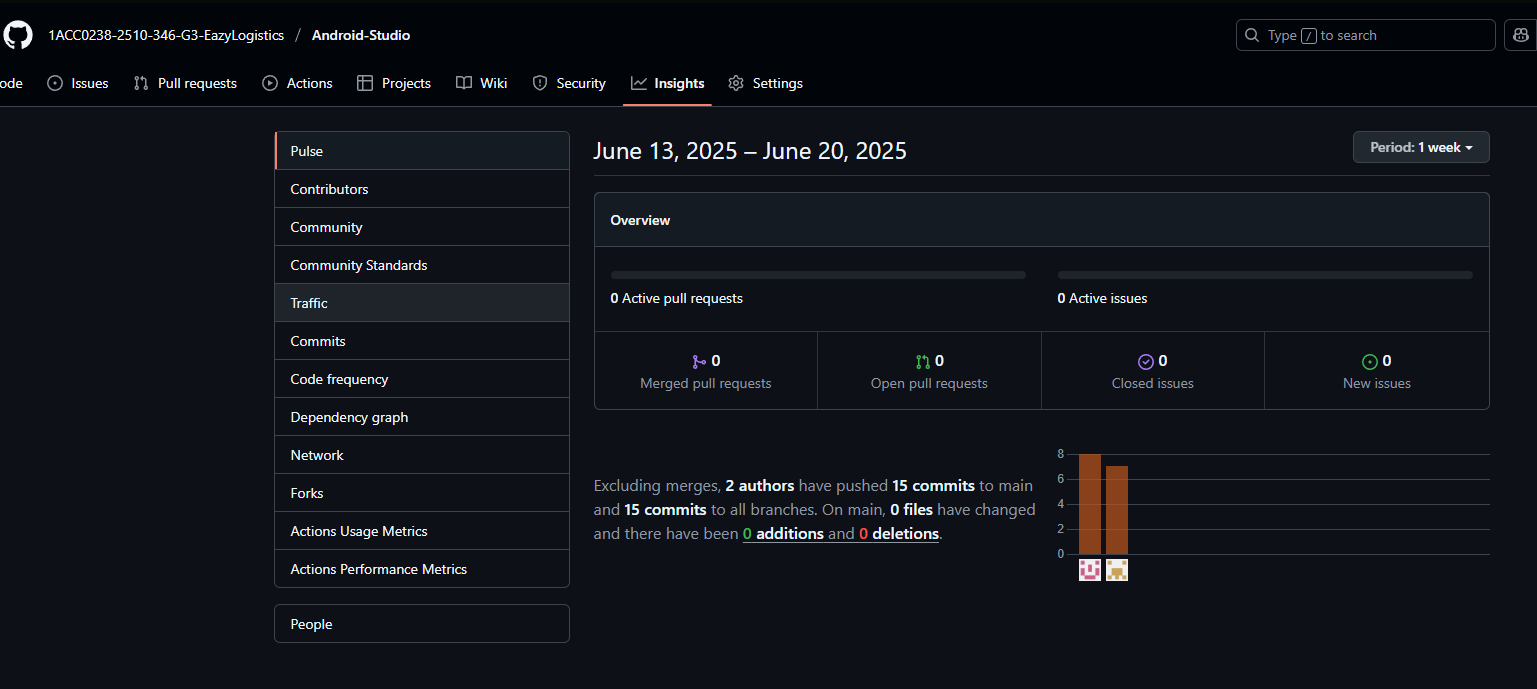 1ACC0238-2510-346-G3-EazyLogistics / Android-Studio
Type / to search
ode Issues Pull requests Actions Projects Wiki Security Insights Settings
Pulse
Contributors
Community
Community Standards
Traffic
Commits
Code frequency
Dependency graph
Network
Forks
Actions Usage Metrics
Actions Performance Metrics
People
June 13, 2025 – June 20, 2025
Period: 1 week
Overview
0 Active pull requests
0 Active issues
0
Merged pull requests
0
Open pull requests
0
Closed issues
0
New issues
Excluding merges, 2 authors have pushed 15 commits to main
and 15 commits to all branches. On main, 0 files have changed
and there have been 0 additions and 0 deletions.
8
6
4
2
0